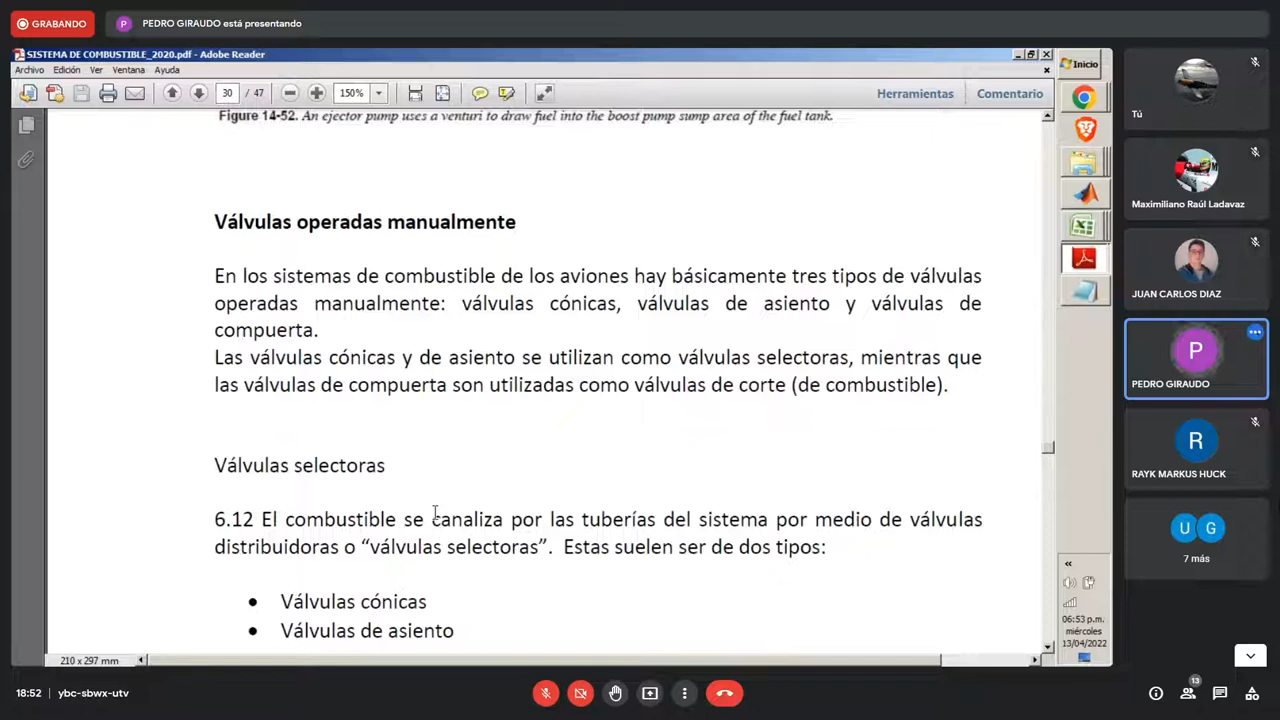 GRABANDO
PEDRO GIRAUDO está presentando
SISTEMA DE COMBUSTIBLE_2020.pdf - Adobe Reader
Archivo Edición Ver Ventana Ayuda
30 / 47 150% Herramientas Comentario
Figure 14-52. An ejector pump uses a venturi to draw fuel into the boost pump sump area of the fuel tank.
Válvulas operadas manualmente
En los sistemas de combustible de los aviones hay básicamente tres tipos de válvulas
operadas manualmente: válvulas cónicas, válvulas de asiento y válvulas de
compuerta.
Las válvulas cónicas y de asiento se utilizan como válvulas selectoras, mientras que
las válvulas de compuerta son utilizadas como válvulas de corte (de combustible).
Válvulas selectoras
6.12 El combustible se canaliza por las tuberías del sistema por medio de válvulas
distribuidoras o “válvulas selectoras”. Estas suelen ser de dos tipos:
• Válvulas cónicas
• Válvulas de asiento
210 x 297 mm
Inicio
«
06:53 p.m.
miércoles
13/04/2022
Tú
Maximiliano Raúl Ladavaz
JUAN CARLOS DIAZ
P
PEDRO GIRAUDO
R
RAYK MARKUS HUCK
U G
7 más
18:52 ybc-sbwx-utv
13